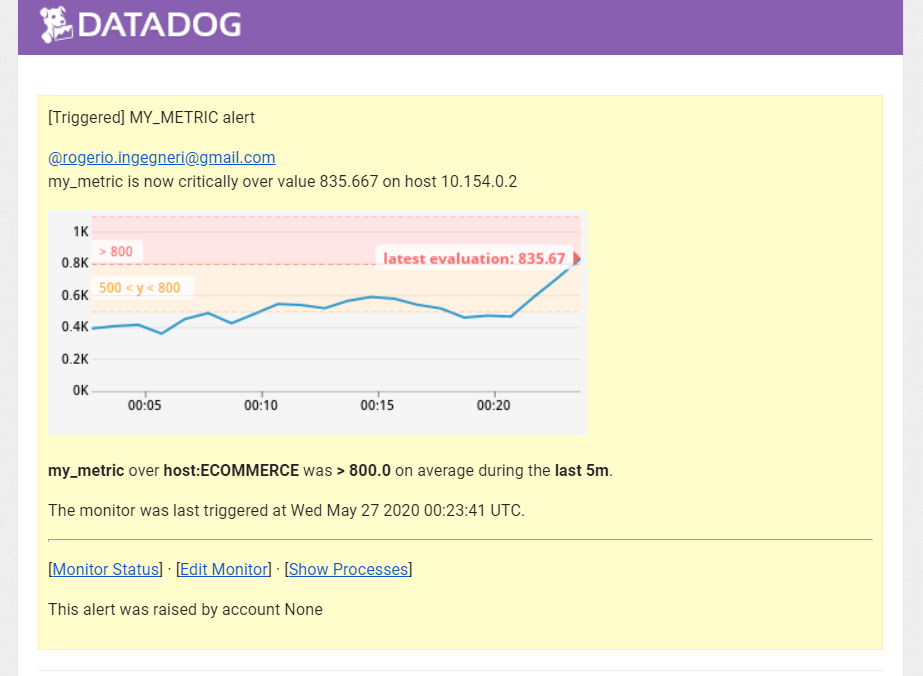 DATADOG
[Triggered] MY_METRIC alert
@rogerio.ingegneri@gmail.com
my_metric is now critically over value 835.667 on host 10.154.0.2
1K
> 800
latest evaluation: 835.67
0.8K
500 < y < 800
0.6K
0.4K
0.2K
0K
00:05 00:10 00:15 00:20
my_metric over host:ECOMMERCE was > 800.0 on average during the last 5m.
The monitor was last triggered at Wed May 27 2020 00:23:41 UTC.
[Monitor Status] · [Edit Monitor] · [Show Processes]
This alert was raised by account None